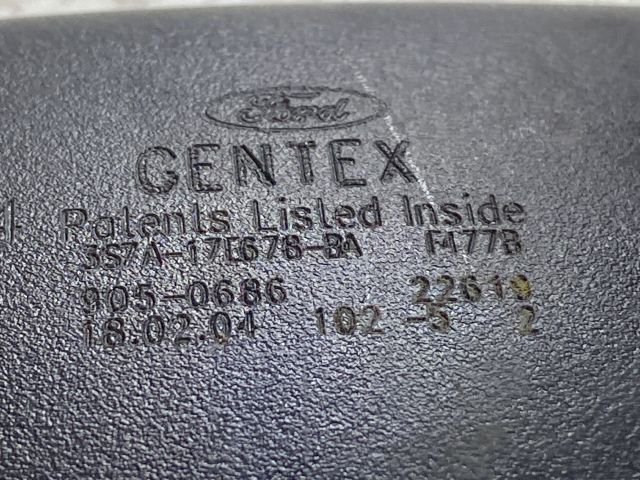 Ford
GENTEX
Patents Listed Inside
3S7A-17E678-BA F477B
905-0686 22619
18.02.04 102 -5 2